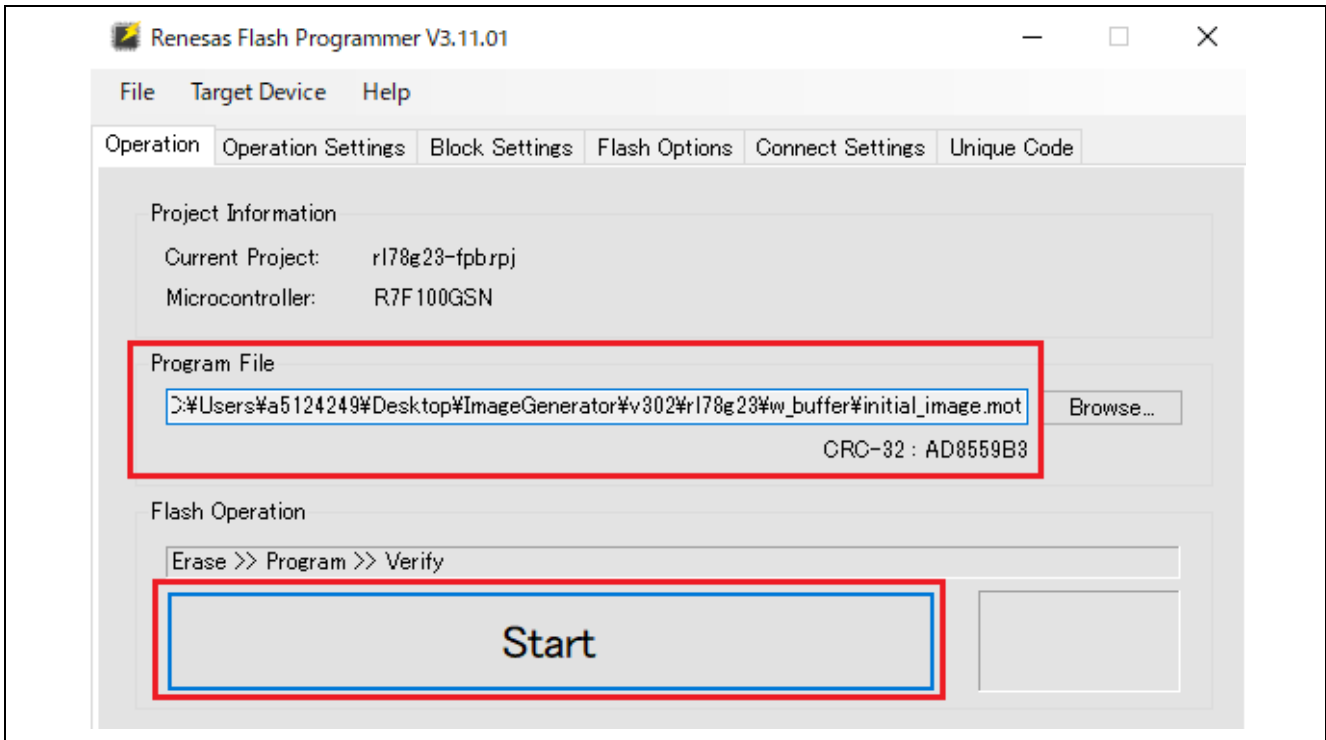 Renesas Flash Programmer V3.11.01
File Target Device Help
Operation Operation Settings Block Settings Flash Options Connect Settings Unique Code
Project Information
Current Project: rl78g23-fpb.rpj
Microcontroller: R7F100GSN
Program File
C:¥Users¥a5124249¥Desktop¥ImageGenerator¥v302¥rl78g23¥w_buffer¥initial_image.mot Browse...
CRC-32 : AD8559B3
Flash Operation
Erase >> Program >> Verify
Start